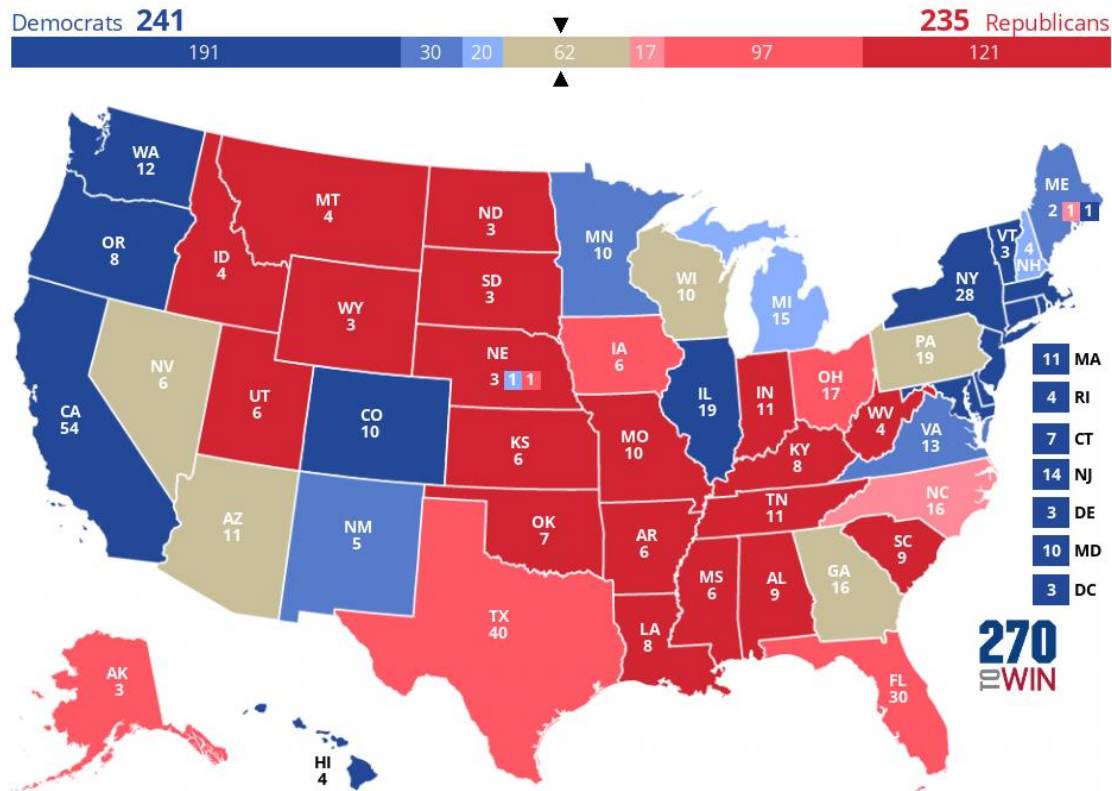 Democrats 241
235 Republicans
191 30 20 62 17 97 121
WA
12
OR
8
CA
54
NV
6
ID
4
MT
4
WY
3
UT
6
CO
10
AZ
11
NM
5
ND
3
SD
3
NE
3 1 1
KS
6
OK
7
TX
40
MN
10
IA
6
MO
10
AR
6
LA
8
WI
10
IL
19
MI
15
IN
11
OH
17
KY
8
TN
11
MS
6
AL
9
GA
16
FL
30
SC
9
NC
16
VA
13
WV
4
PA
19
NY
28
VT
3
4
NH
ME
2 1 1
11 MA
4 RI
7 CT
14 NJ
3 DE
10 MD
3 DC
AK
3
HI
4
270
TO WIN